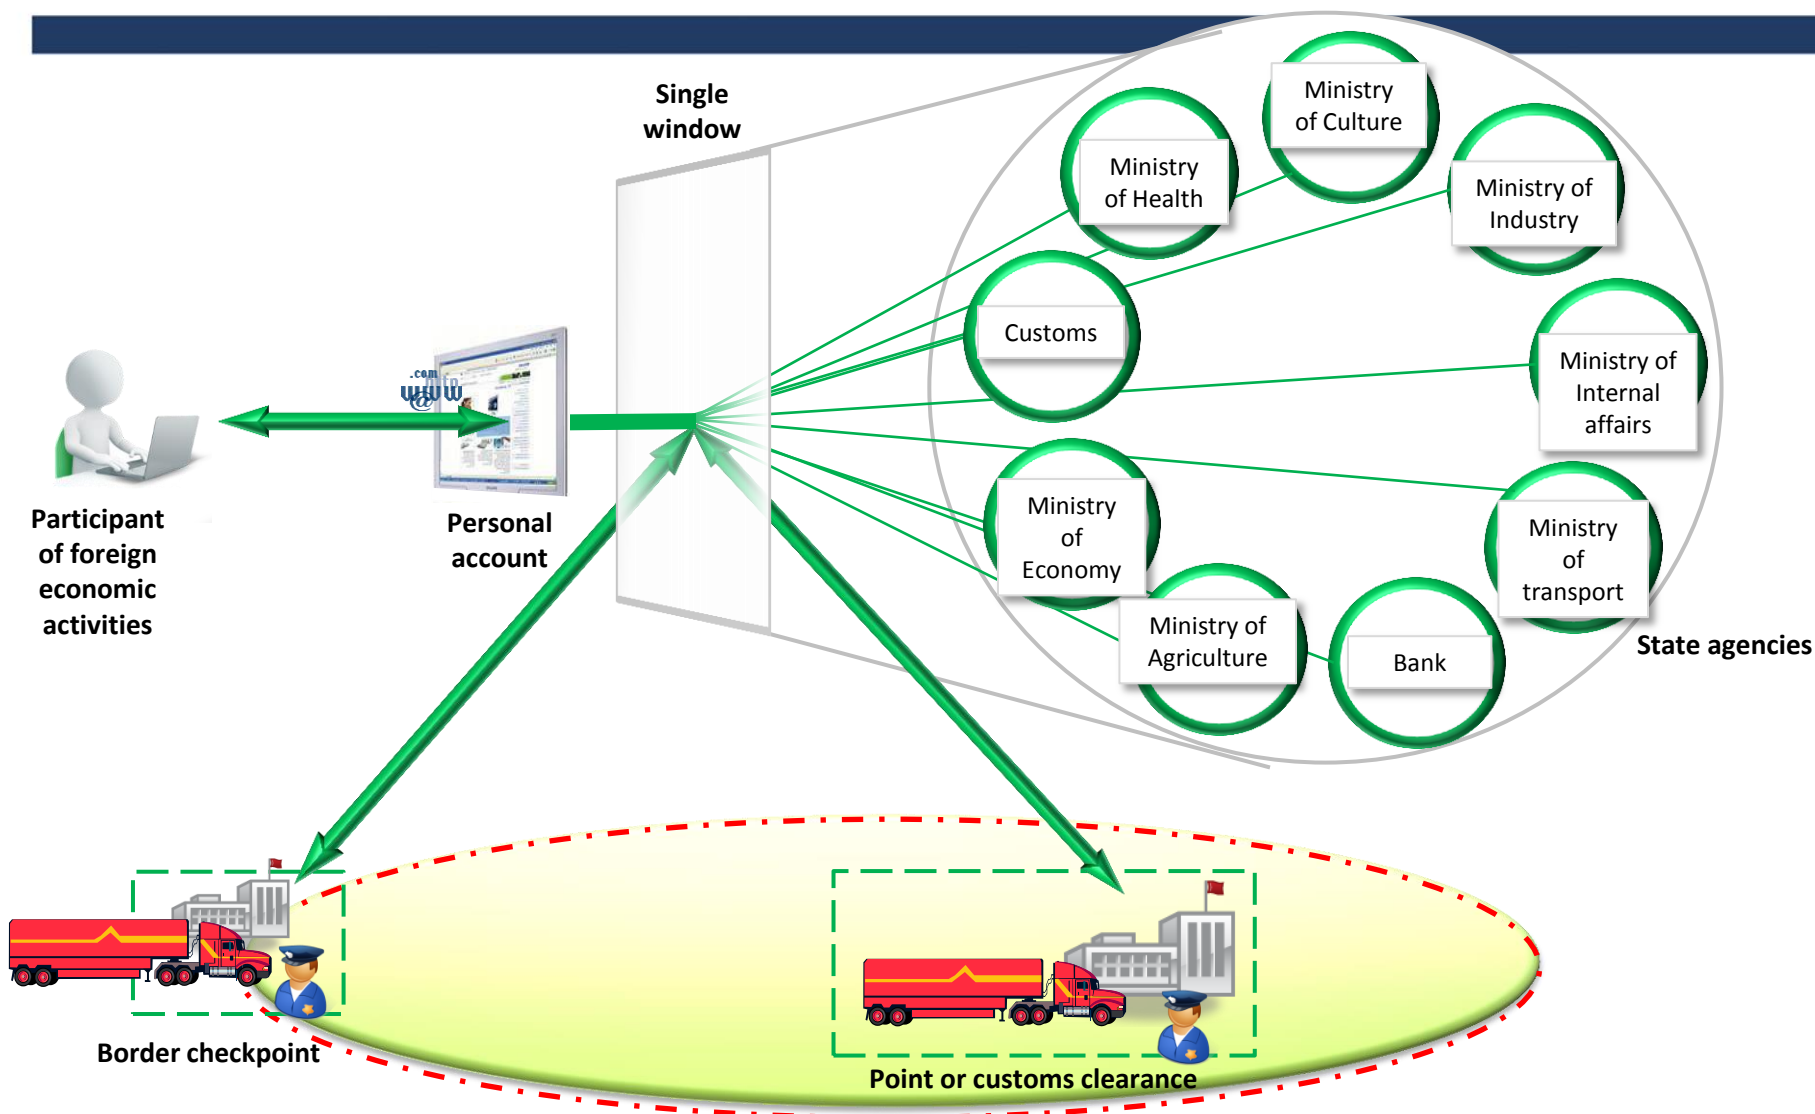 Single
window
Ministry
of Culture
Ministry
of Health
Ministry of
Industry
Customs
Ministry of
Internal
affairs
.com
WWW
@
Participant
of foreign
economic
activities
Personal
account
Ministry
of
Economy
Ministry
of
transport
Ministry of
Agriculture
Bank
State agencies
Border checkpoint
Point or customs clearance